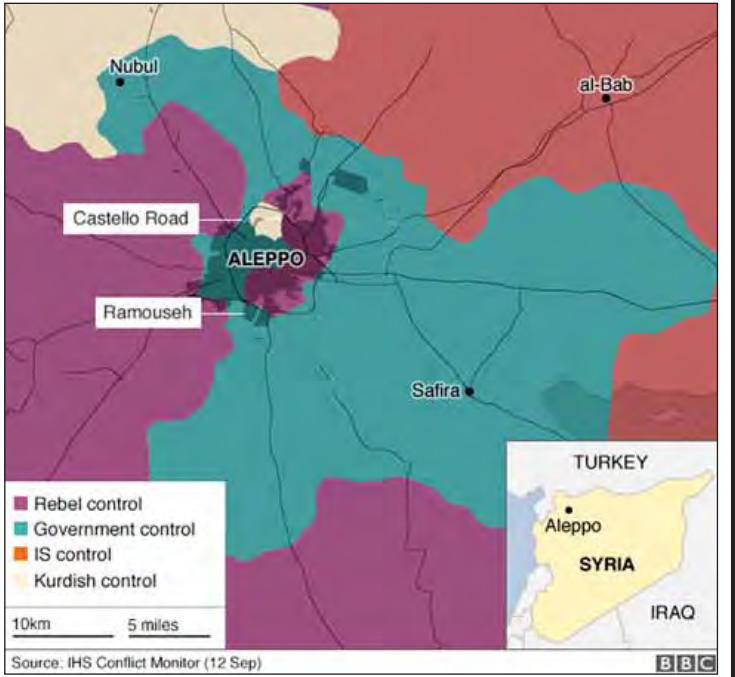 Nubul
al-Bab
Castello Road
ALEPPO
Ramouseh
Safira
Rebel control
Government control
IS control
Kurdish control
10km 5 miles
TURKEY
Aleppo
SYRIA
IRAQ
Source: IHS Conflict Monitor (12 Sep)
BBC